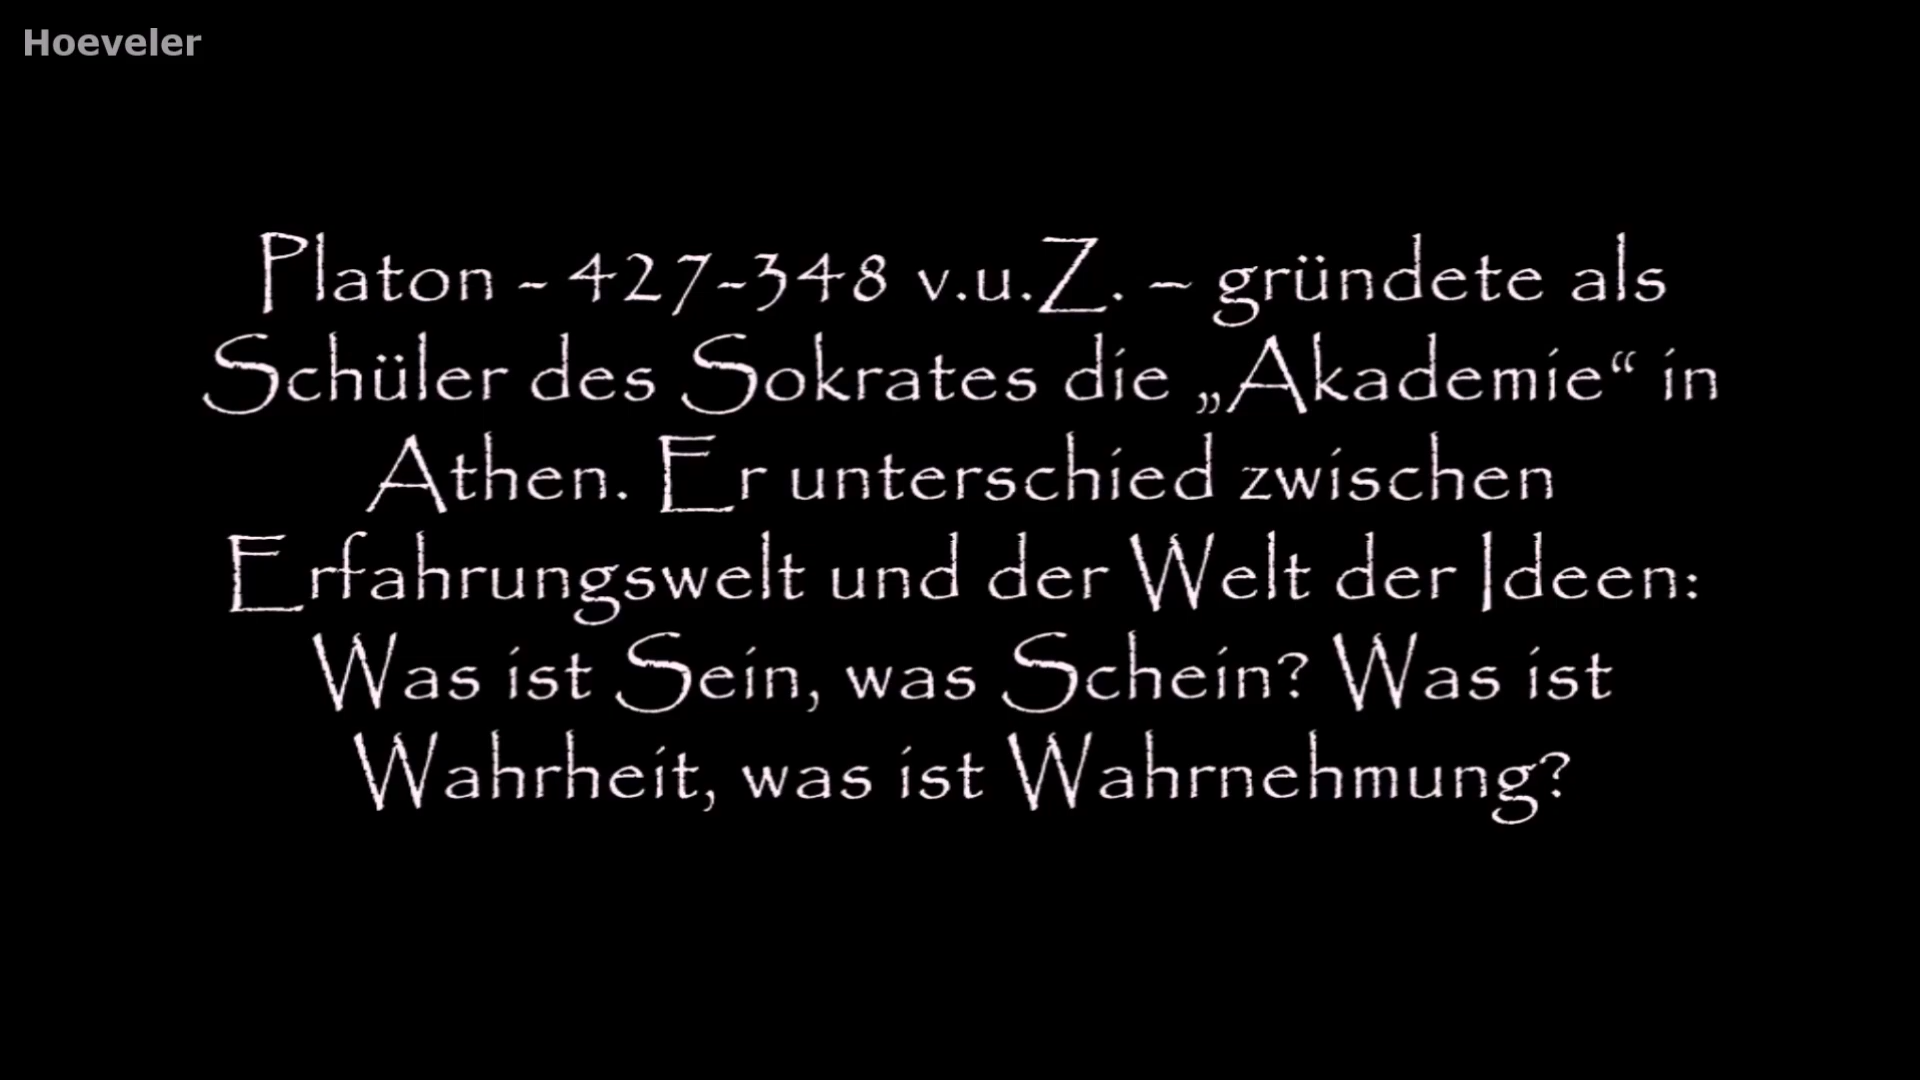 Hoeveler
Platon - 427-348 v.u.Z. – gründete als
Schüler des Sokrates die „Akademie“ in
Athen. Er unterschied zwischen
Erfahrungswelt und der Welt der Ideen:
Was ist Sein, was Schein? Was ist
Wahrheit, was ist Wahrnehmung?